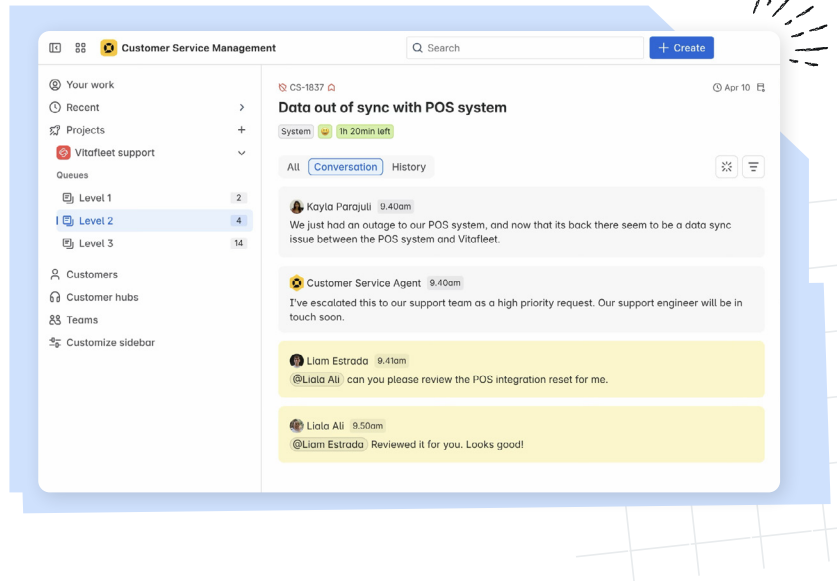 Customer Service Management
Search
+ Create
Your work
Recent
Projects
Vitafleet support
Queues
Level 1 2
Level 2 4
Level 3 14
Customers
Customer hubs
Teams
Customize sidebar
CS-1837
Apr 10
Data out of sync with POS system
System 1h 20min left
All Conversation History
Kayla Parajuli 9.40am
We just had an outage to our POS system, and now that its back there seem to be a data sync
issue between the POS system and Vitafleet.
Customer Service Agent 9.40am
I've escalated this to our support team as a high priority request. Our support engineer will be in
touch soon.
Liam Estrada 9.41am
@Liala Ali can you please review the POS integration reset for me.
Liala Ali 9.50am
@Liam Estrada Reviewed it for you. Looks good!